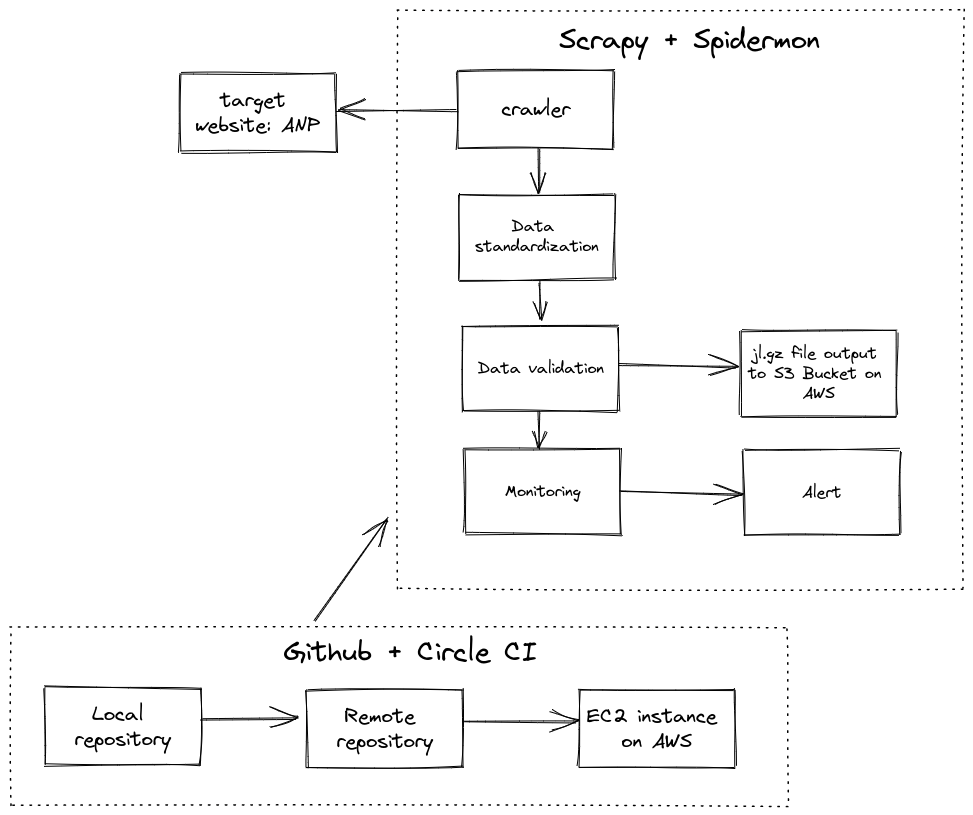 Scrapy + Spidermon
target
website: ANP
crawler
Data
standardization
Data validation
jl.gz file output
to S3 Bucket on
AWS
Monitoring
Alert
Github + Circle CI
Local
repository
Remote
repository
EC2 instance
on AWS